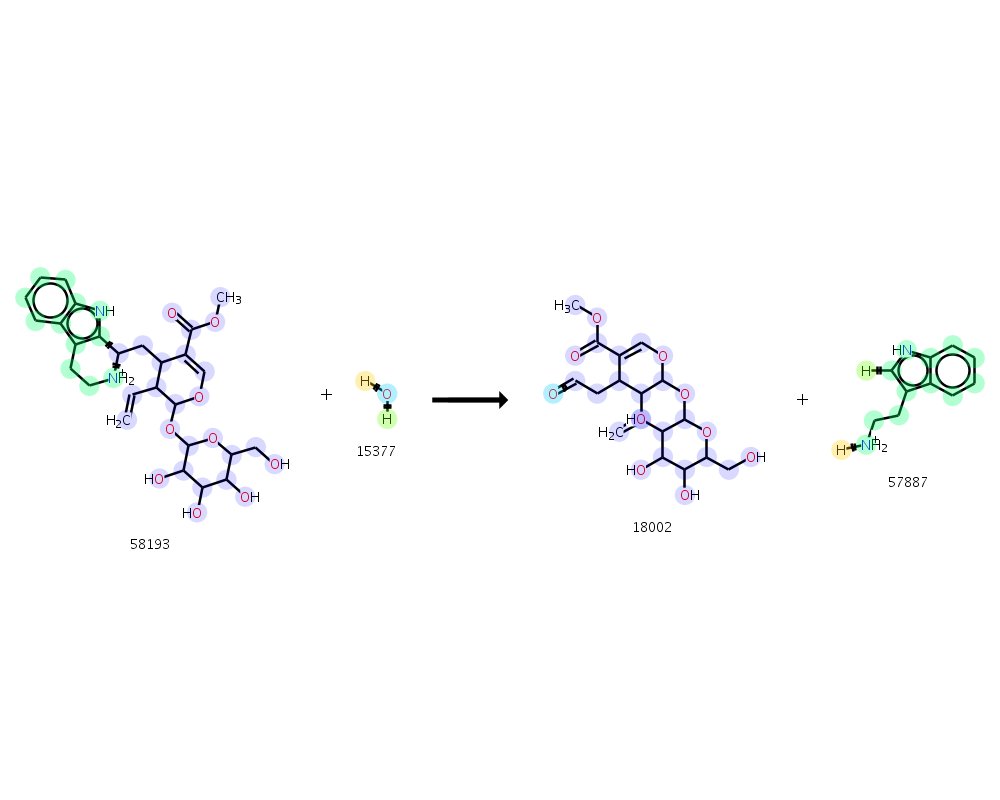 NH
NH2
+
H2C
O
O
CH3
O
O
O
O
HO
HO
OH
OH
58193
+
H
O
H
15377
H3C
O
O
O
O
O
H2C
HO
HO
O
OH
OH
18002
+
HN
H
H
NH2
+
57887